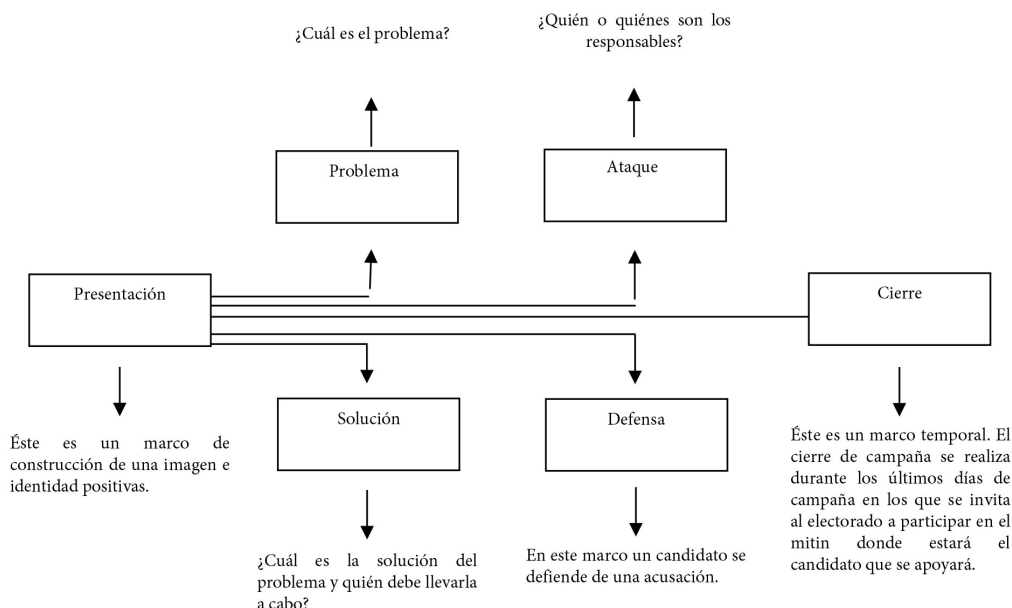 ¿Cuál es el problema?
¿Quién o quiénes son los
responsables?
Problema
Ataque
Presentación
Cierre
Solución
Defensa
Éste es un marco de
construcción de una imagen e
identidad positivas.
¿Cuál es la solución del
problema y quién debe llevarla
a cabo?
En este marco un candidato se
defiende de una acusación.
Éste es un marco temporal. El
cierre de campaña se realiza
durante los últimos días de
campaña en los que se invita
al electorado a participar en el
mitin donde estará el
candidato que se apoyará.